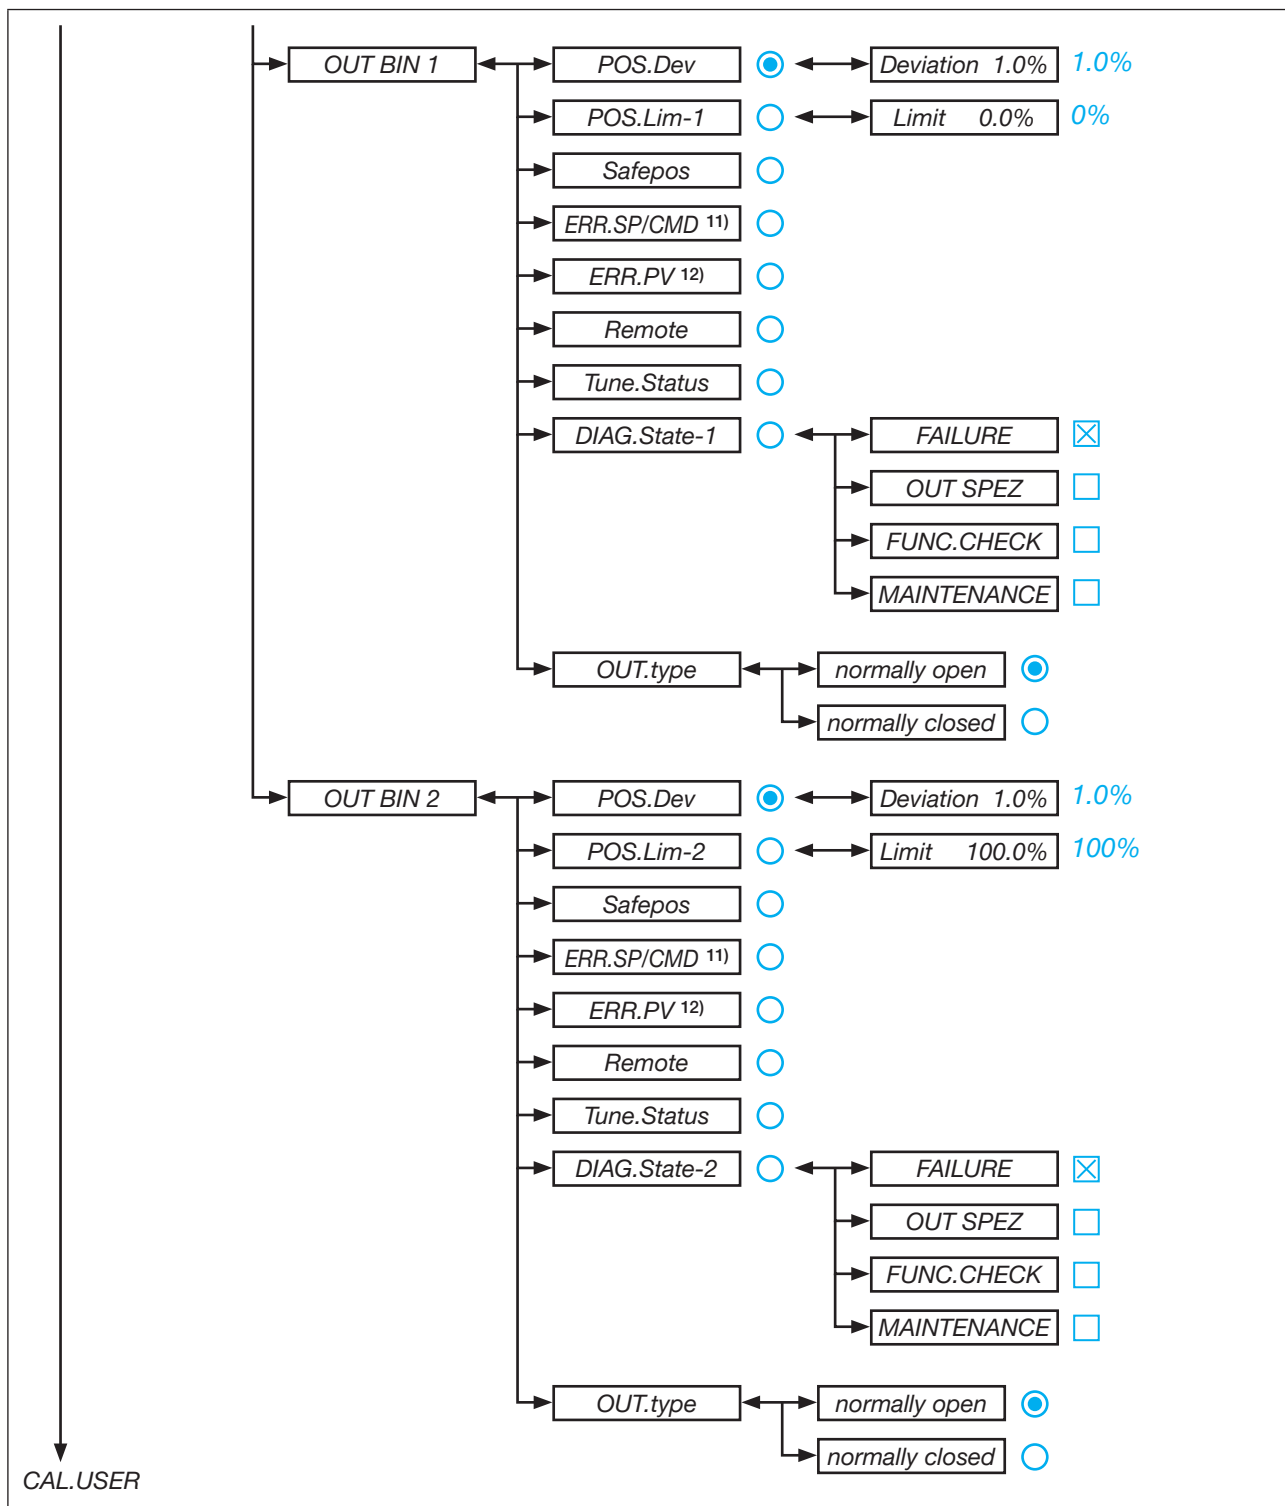 OUT BIN 1 POS.Dev Deviation 1.0% 1.0%
POS.Lim-1 Limit 0.0% 0%
Safepos
ERR.SP/CMD 11)
ERR.PV 12)
Remote
Tune.Status
DIAG.State-1 FAILURE
OUT SPEZ
FUNC.CHECK
MAINTENANCE
OUT.type normally open
normally closed
OUT BIN 2 POS.Dev Deviation 1.0% 1.0%
POS.Lim-2 Limit 100.0% 100%
Safepos
ERR.SP/CMD 11)
ERR.PV 12)
Remote
Tune.Status
DIAG.State-2 FAILURE
OUT SPEZ
FUNC.CHECK
MAINTENANCE
OUT.type normally open
normally closed
CAL.USER